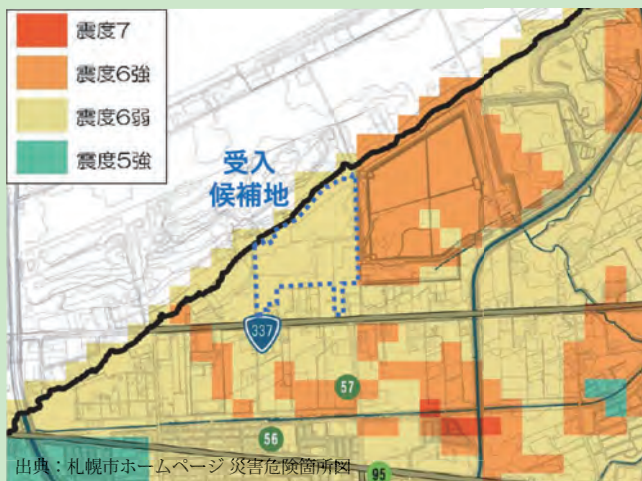 震度7
震度6強
震度6弱
震度5強
受入
候補地
337
57
56
95
出典:札幌市ホームページ 災害危険箇所図